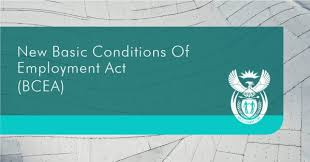 New Basic Conditions Of
Employment Act
(BCEA)